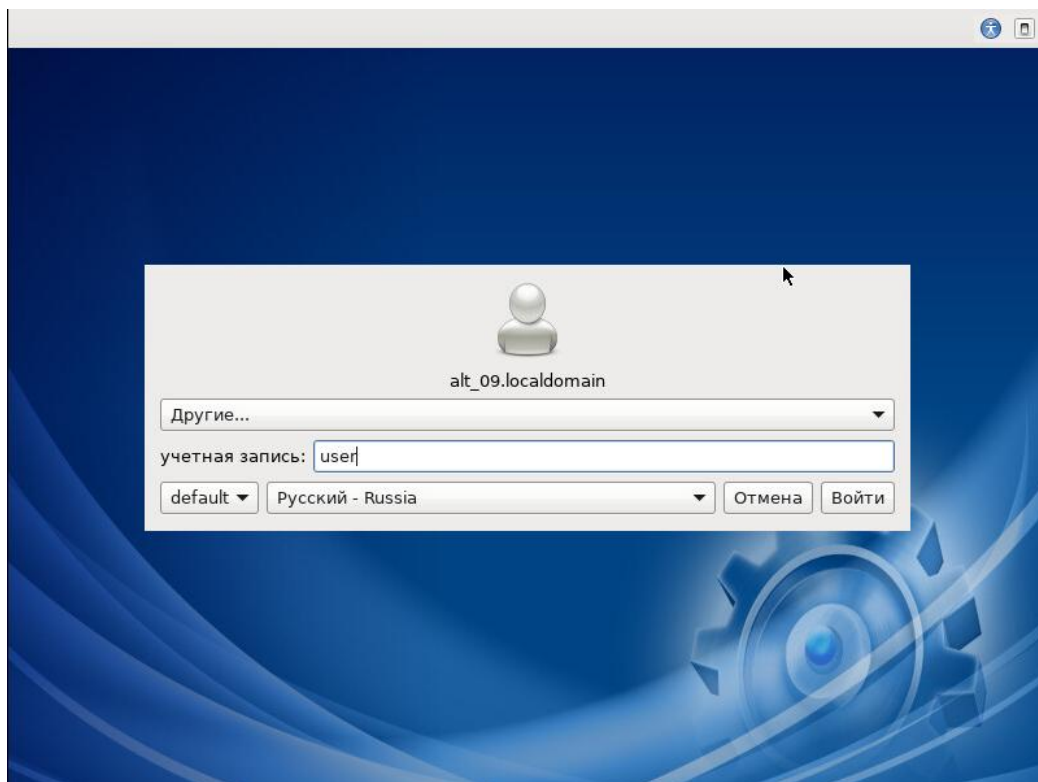 alt_09.localdomain
Другие...
учетная запись: user
default Русский - Russia Отмена Войти